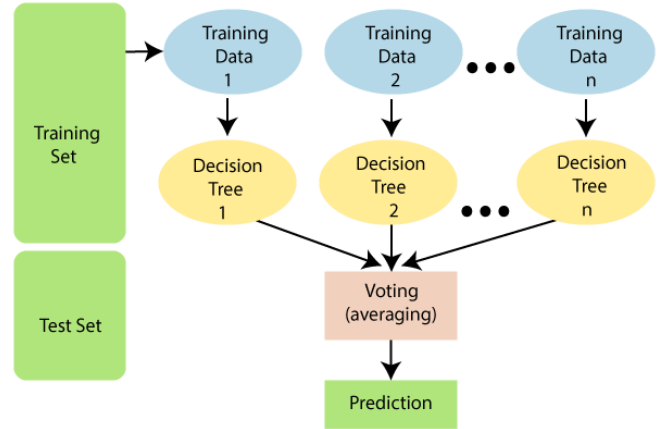 Training
Set
Test Set
Training
Data
1
Training
Data
2
Training
Data
n
Decision
Tree
1
Decision
Tree
2
Decision
Tree
n
Voting
(averaging)
Prediction